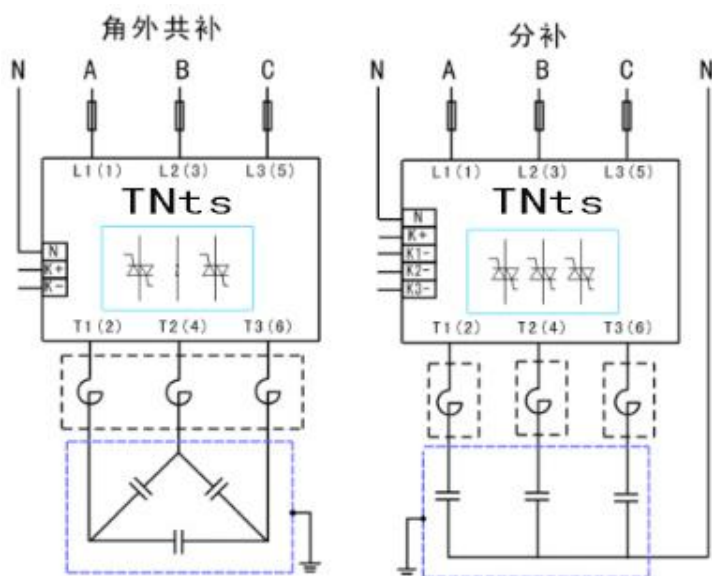 角外共补
N A B C
L1(1) L2(3) L3(5)
TNts
N
K+
K-
T1(2) T2(4) T3(6)
分补
N A B C N
L1(1) L2(3) L3(5)
TNts
N
K+
K1-
K2-
K3-
T1(2) T2(4) T3(6)